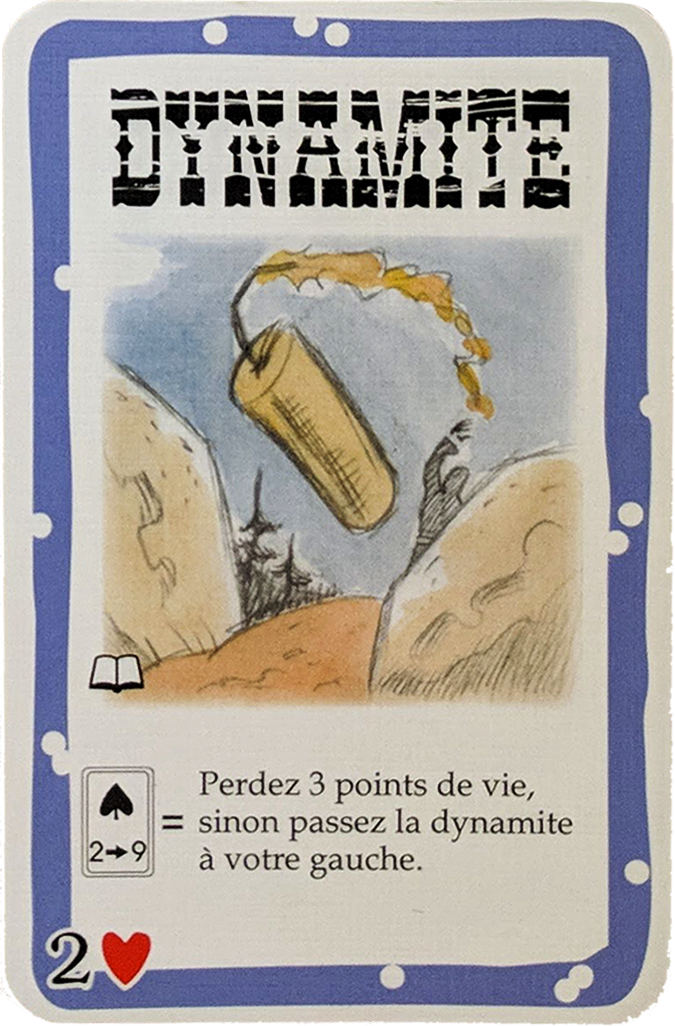 DYNAMITE
♠
2→9
=
Perdez 3 points de vie,
sinon passez la dynamite
à votre gauche.
2♥